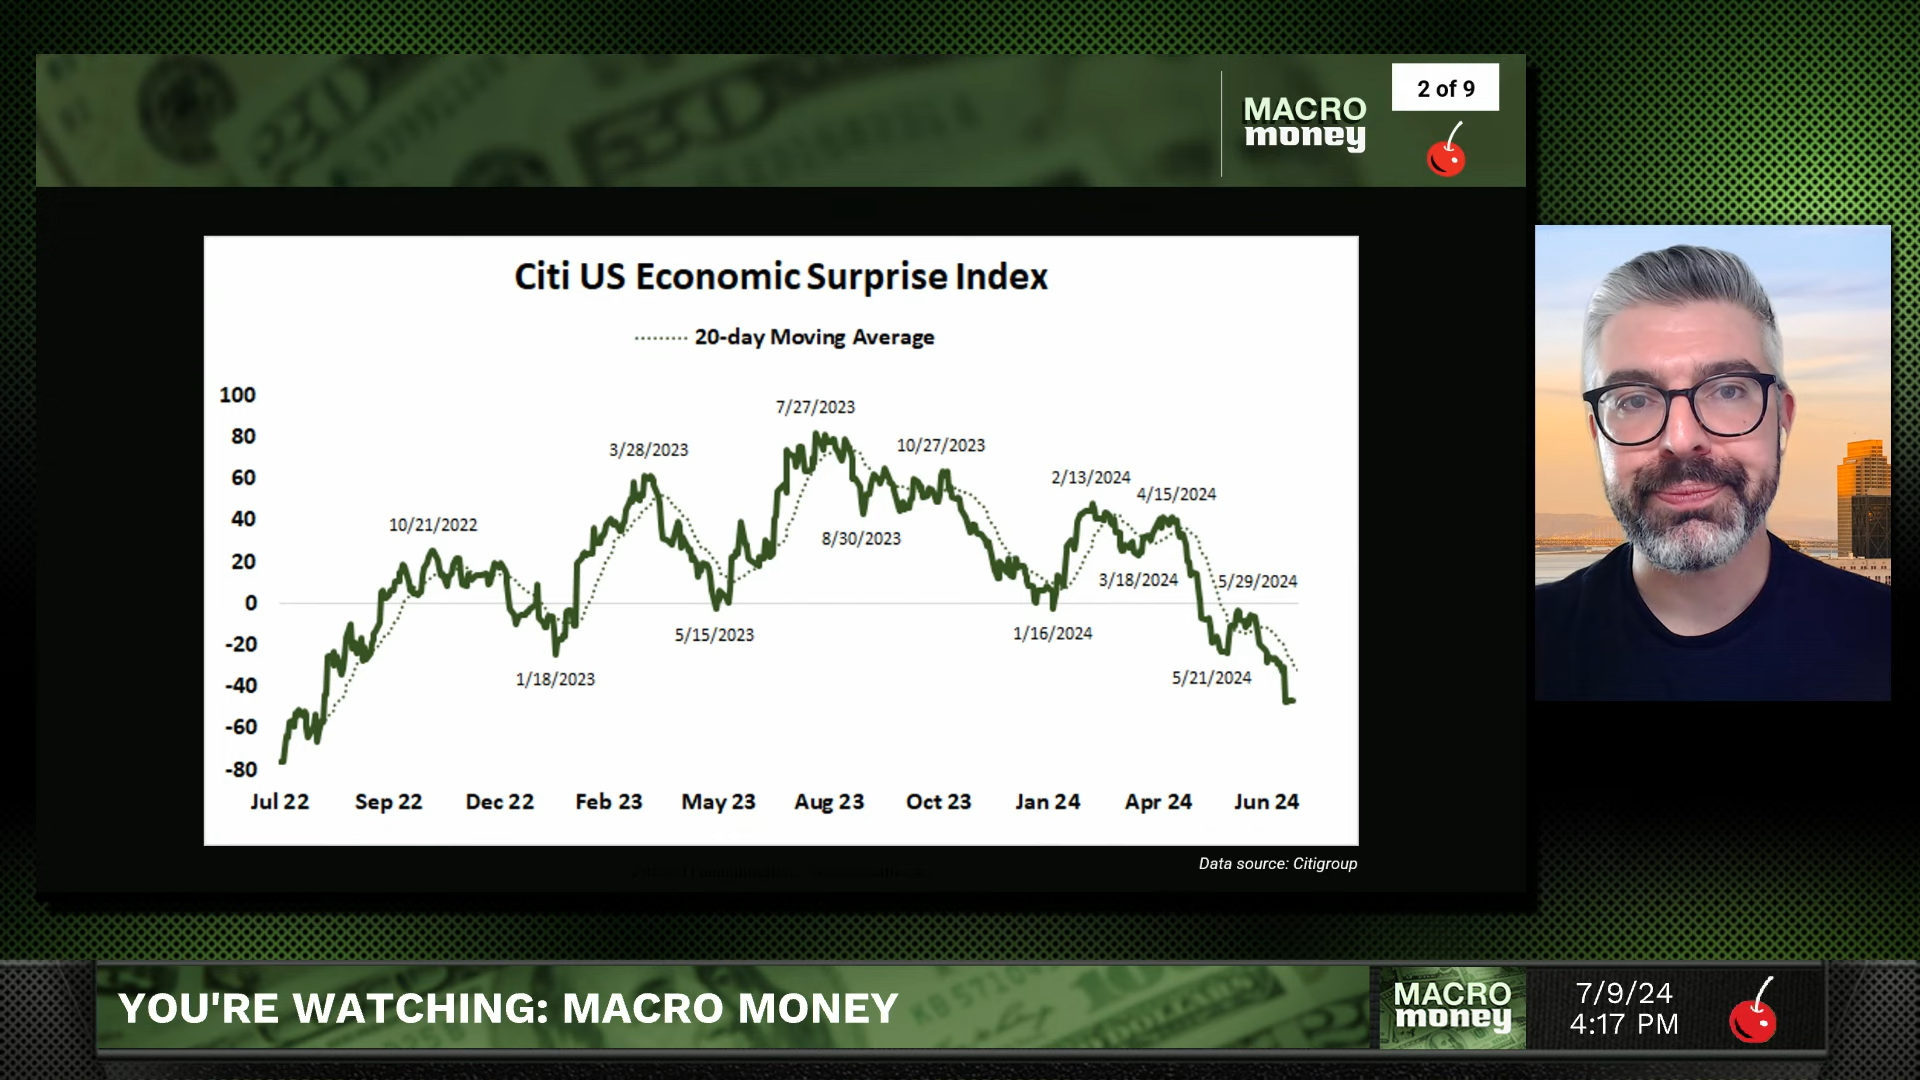 2 of 9
MACRO
money
Citi US Economic Surprise Index
20-day Moving Average
100
80
60
40
20
0
-20
-40
-60
-80
7/27/2023
3/28/2023
10/27/2023
2/13/2024
4/15/2024
10/21/2022
8/30/2023
3/18/2024
5/29/2024
5/15/2023
1/16/2024
1/18/2023
5/21/2024
Jul 22
Sep 22
Dec 22
Feb 23
May 23
Aug 23
Oct 23
Jan 24
Apr 24
Jun 24
Data source: Citigroup
YOU'RE WATCHING: MACRO MONEY
MACRO
money
7/9/24
4:17 PM